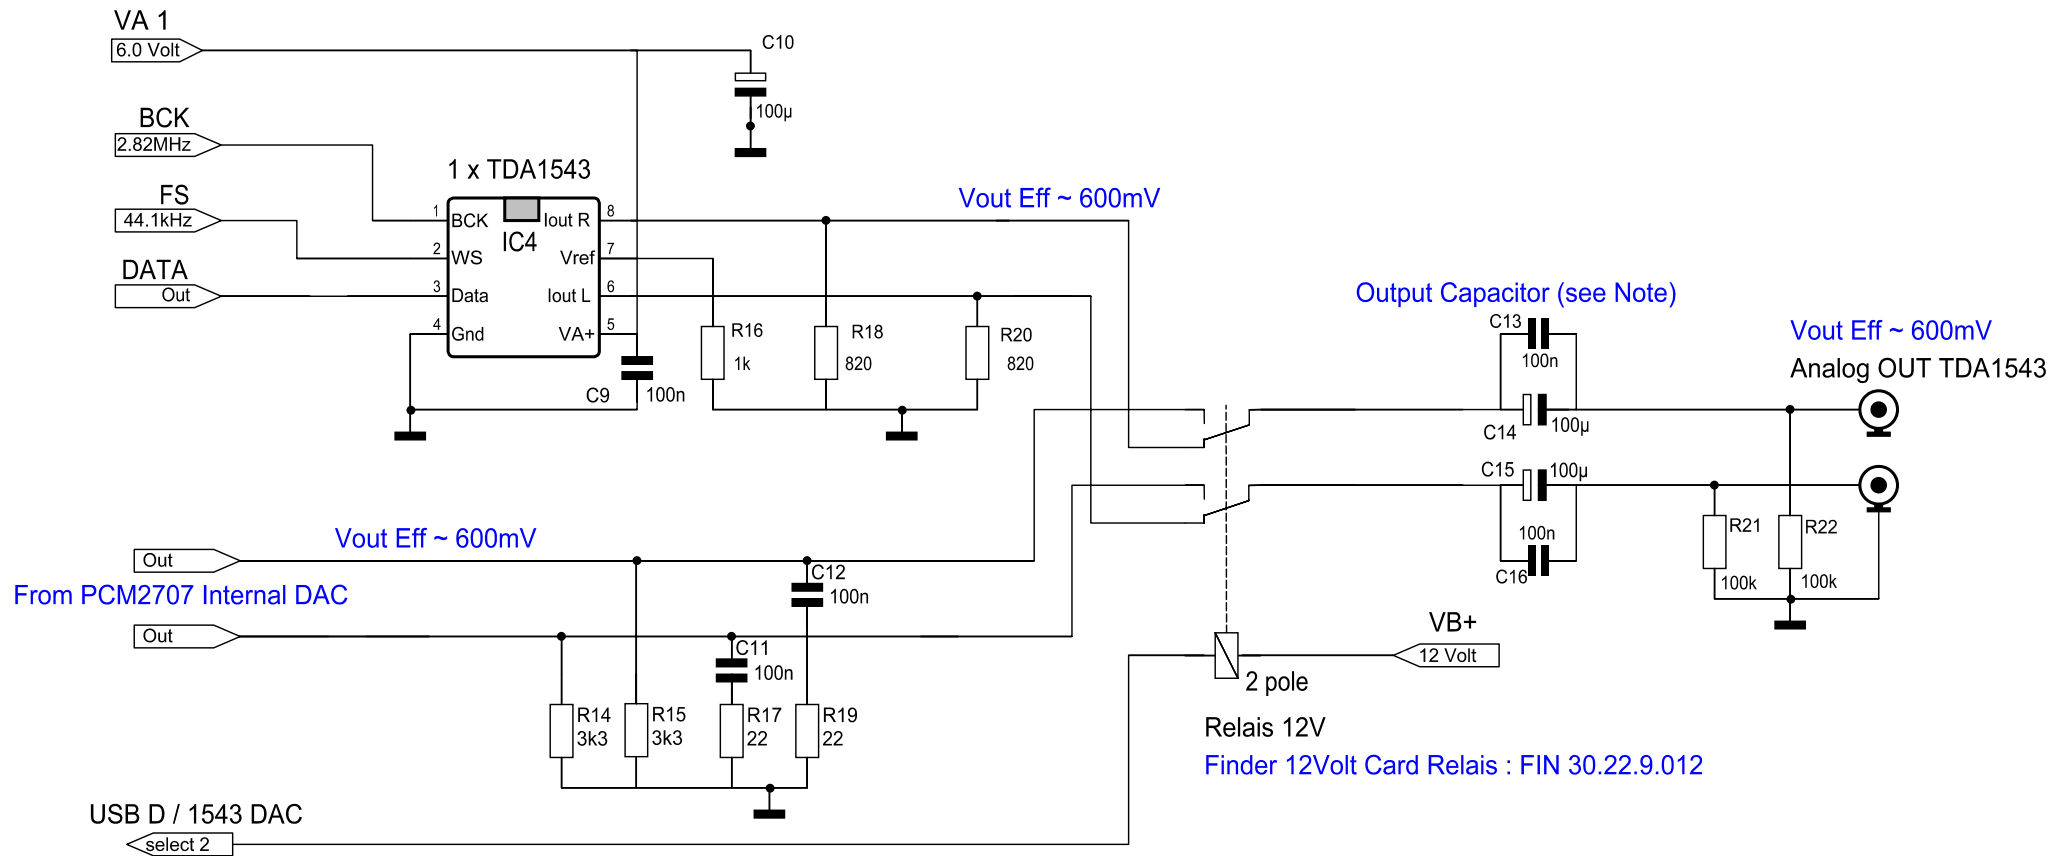 VA 1
6.0 Volt
C10
100µ
BCK
2.82MHz
FS
44.1kHz
DATA
Out
1 x TDA1543
1
BCK
Iout R
8
IC4
2
WS
Vref
7
3
Data
Iout L
6
4
Gnd
VA+
5
C9
100n
R16
1k
R18
820
R20
820
Vout Eff ~ 600mV
Output Capacitor (see Note)
C13
100n
C14
100µ
C15
100µ
100n
C16
Vout Eff ~ 600mV
Analog OUT TDA1543
R21
100k
R22
100k
Vout Eff ~ 600mV
Out
From PCM2707 Internal DAC
Out
C12
100n
C11
100n
R14
3k3
R15
3k3
R17
22
R19
22
VB+
12 Volt
2 pole
Relais 12V
Finder 12Volt Card Relais : FIN 30.22.9.012
USB D / 1543 DAC
select 2